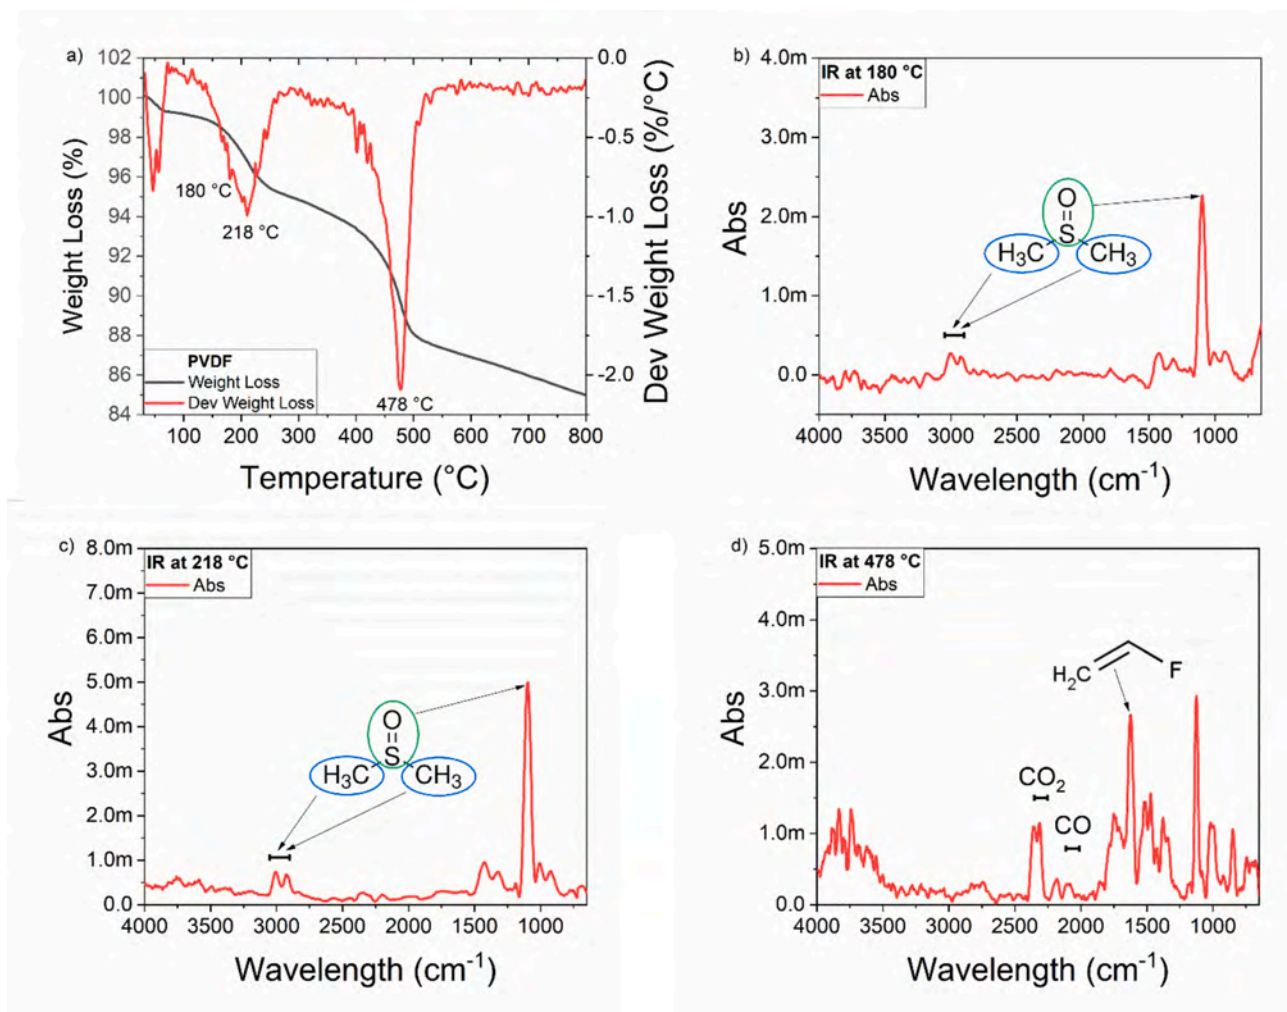 a)
102
100
98
96
94
92
90
88
86
84
Weight Loss (%)
100 200 300 400 500 600 700 800
Temperature (°C)
0.0
-0.5
-1.0
-1.5
-2.0
Dev Weight Loss (%/°C)
180 °C
218 °C
478 °C
PVDF
Weight Loss
Dev Weight Loss
b)
4.0m
3.0m
2.0m
1.0m
0.0
Abs
IR at 180 °C
Abs
O
S
H₃C CH₃
4000 3500 3000 2500 2000 1500 1000
Wavelength (cm⁻¹)
c)
8.0m
7.0m
6.0m
5.0m
4.0m
3.0m
2.0m
1.0m
0.0
Abs
IR at 218 °C
Abs
O
S
H₃C CH₃
4000 3500 3000 2500 2000 1500 1000
Wavelength (cm⁻¹)
d)
5.0m
4.0m
3.0m
2.0m
1.0m
0.0
Abs
IR at 478 °C
Abs
H₂C F
CO₂
CO
4000 3500 3000 2500 2000 1500 1000
Wavelength (cm⁻¹)